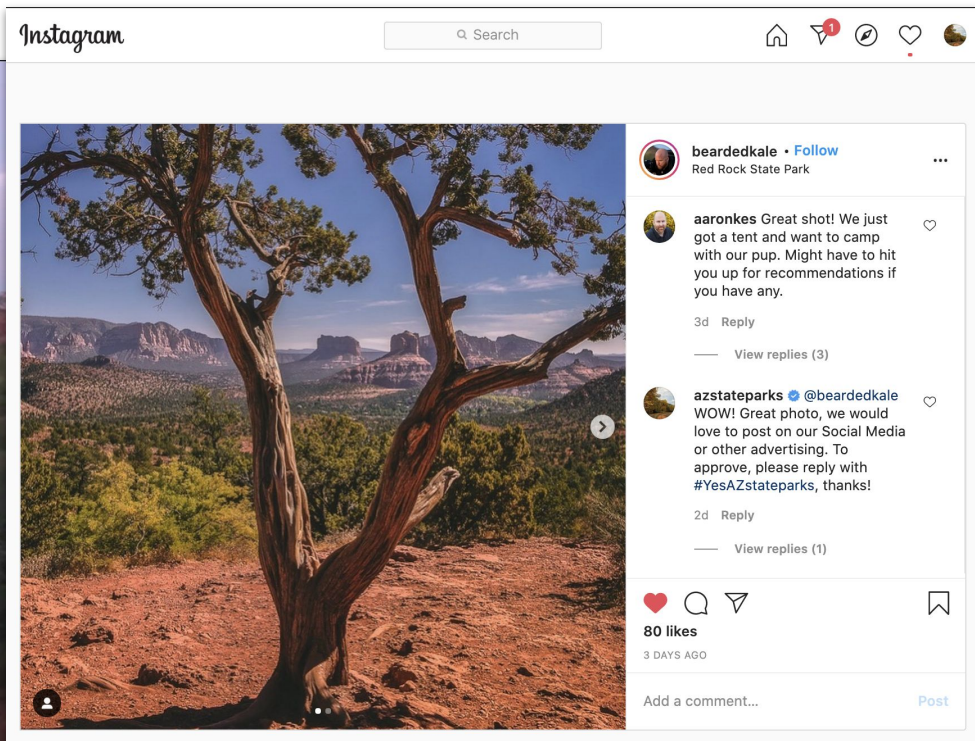 Instagram
Search
1
beardedkale • Follow
Red Rock State Park
aaronkes Great shot! We just
got a tent and want to camp
with our pup. Might have to hit
you up for recommendations if
you have any.
3d Reply
View replies (3)
azstateparks @beardedkale
WOW! Great photo, we would
love to post on our Social Media
or other advertising. To
approve, please reply with
#YesAZstateparks, thanks!
2d Reply
View replies (1)
80 likes
3 DAYS AGO
Add a comment...
Post